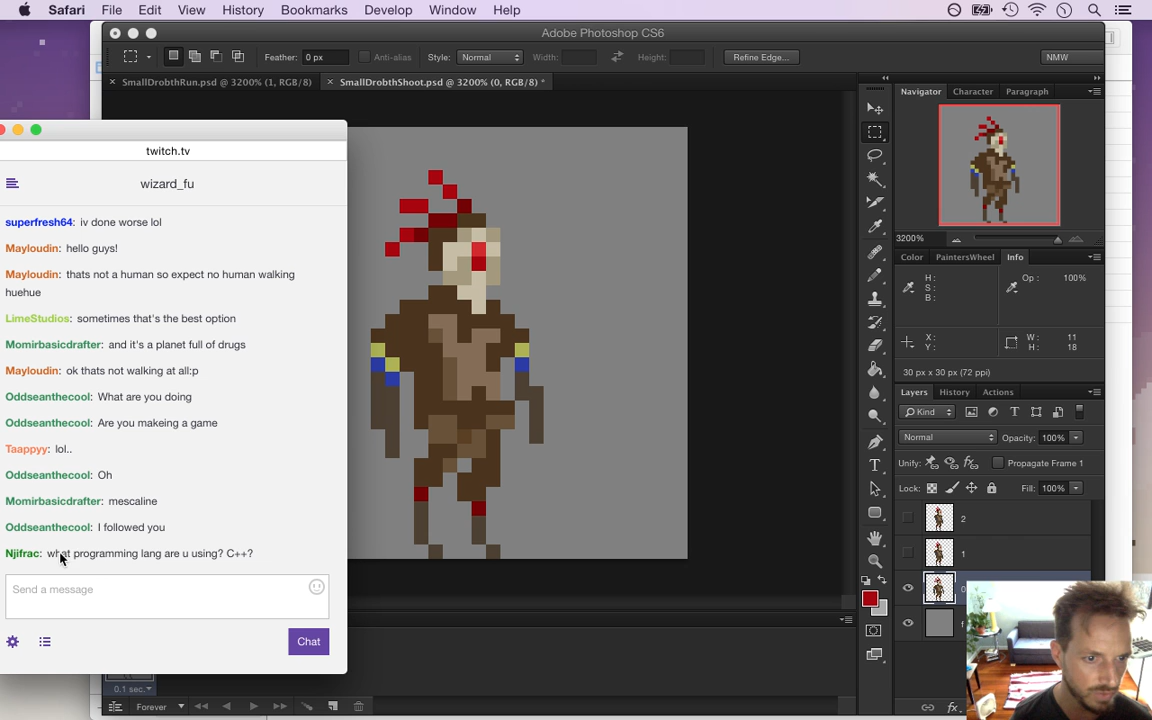 Safari File Edit View History Bookmarks Develop Window Help
Adobe Photoshop CS6
Feather: 0 px Anti-alias Style: Normal Width: Height: Refine Edge... NMW
× SmallDrobthRun.psd @ 3200% (1, RGB/8) × SmallDrobthShoot.psd @ 3200% (0, RGB/8) *
Navigator Character Paragraph
3200%
Color PaintersWheel Info
H: Op: 100%
S:
B:
X: W: 11
Y: H: 18
30 px x 30 px (72 ppi)
Layers History Actions
Kind
Normal Opacity: 100%
Unify: Propagate Frame 1
Lock: Fill: 100%
2
1
0
f
twitch.tv
wizard_fu
superfresh64: iv done worse lol
Mayloudin: hello guys!
Mayloudin: thats not a human so expect no human walking
huehue
LimeStudios: sometimes that's the best option
Momirbasicdrafter: and it's a planet full of drugs
Mayloudin: ok thats not walking at all:p
Oddseanthecool: What are you doing
Oddseanthecool: Are you makeing a game
Taappyy: lol..
Oddseanthecool: Oh
Momirbasicdrafter: mescaline
Oddseanthecool: I followed you
Njifrac: what programming lang are u using? C++?
Send a message
Chat
0.1 sec.
Forever
fx